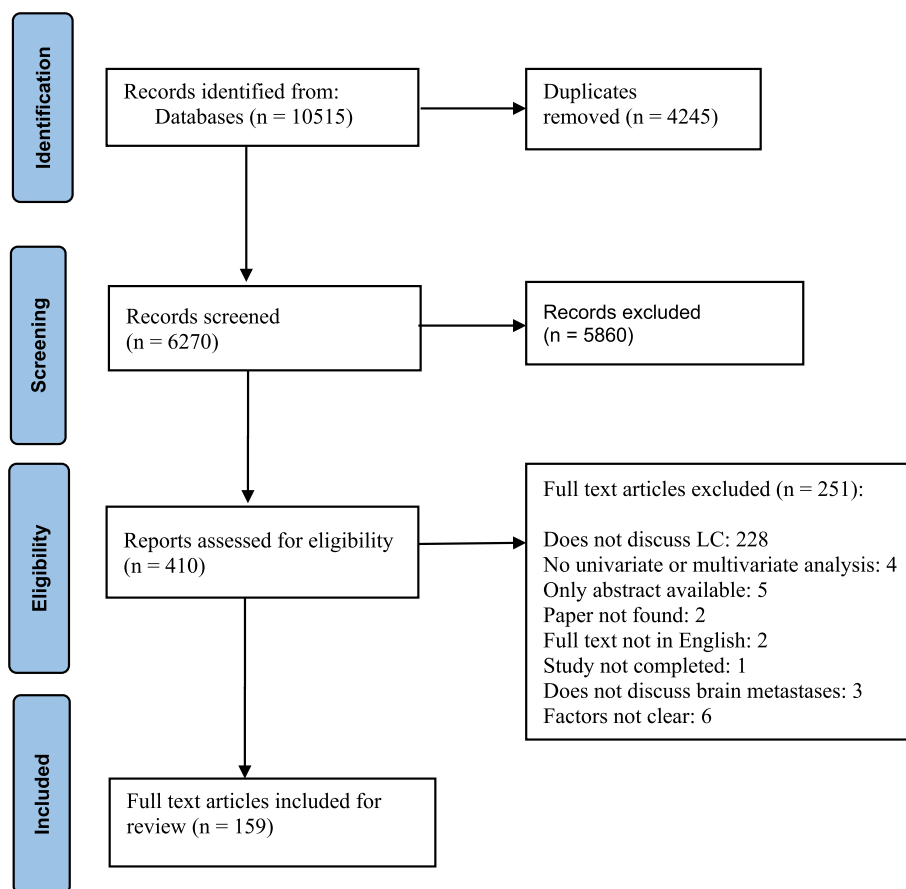 Identification
Records identified from:
Databases (n = 10515)
Duplicates
removed (n = 4245)
Screening
Records screened
(n = 6270)
Records excluded
(n = 5860)
Eligibility
Reports assessed for eligibility
(n = 410)
Full text articles excluded (n = 251):
Does not discuss LC: 228
No univariate or multivariate analysis: 4
Only abstract available: 5
Paper not found: 2
Full text not in English: 2
Study not completed: 1
Does not discuss brain metastases: 3
Factors not clear: 6
Included
Full text articles included for
review (n = 159)